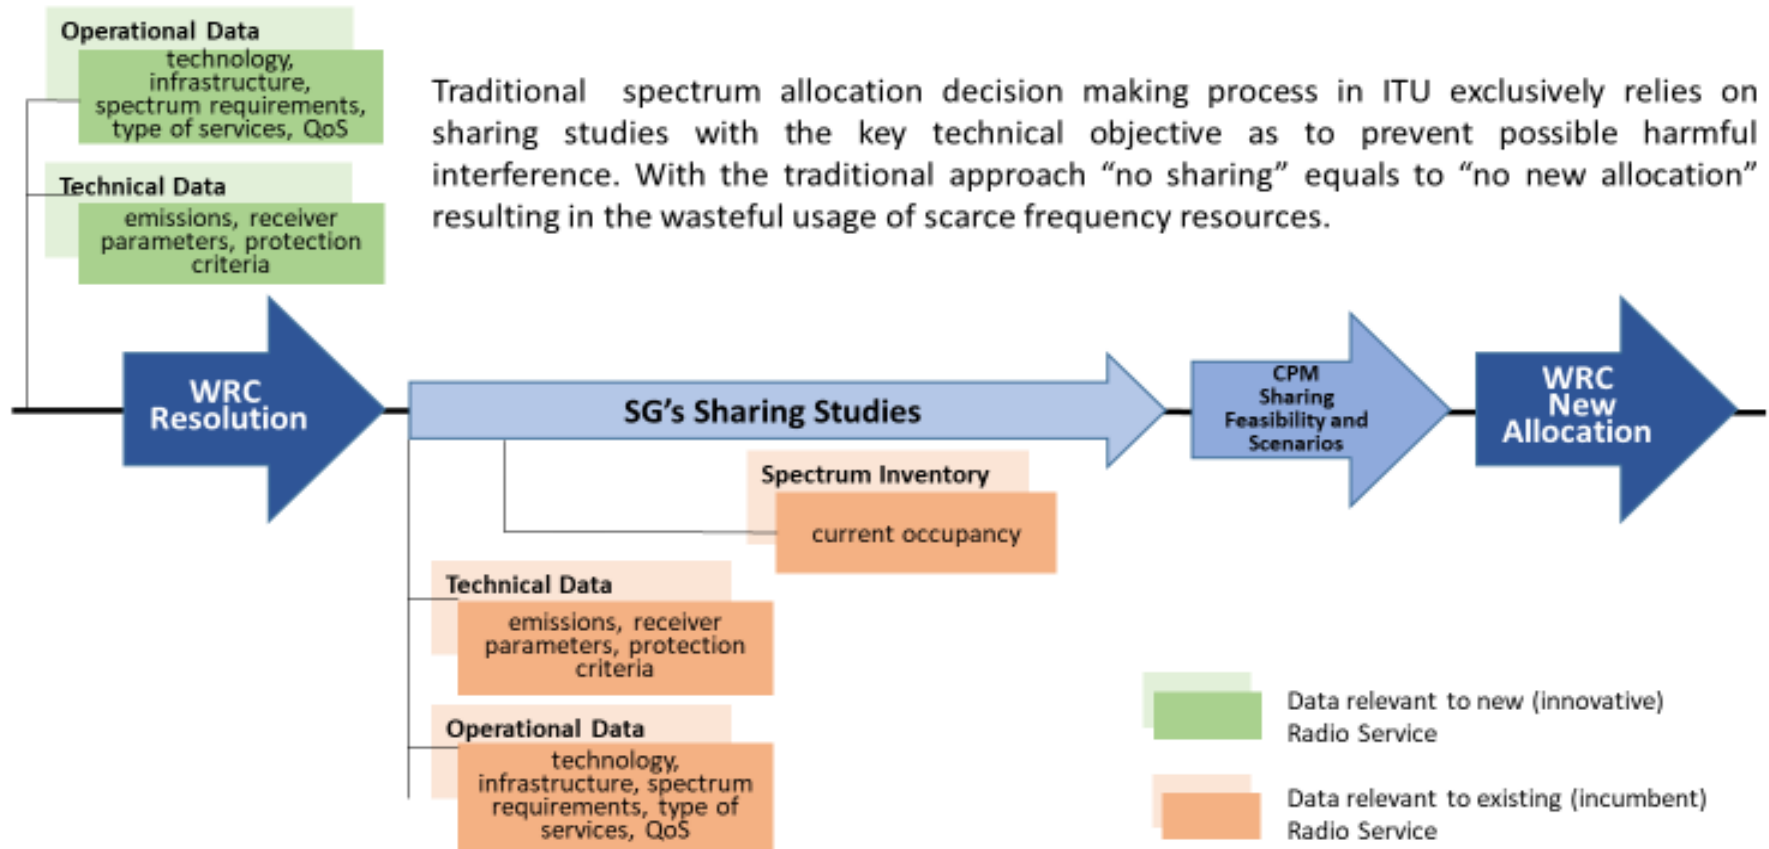 Operational Data
technology,
infrastructure,
spectrum requirements,
type of services, QoS
Technical Data
emissions, receiver
parameters, protection
criteria
Traditional spectrum allocation decision making process in ITU exclusively relies on
sharing studies with the key technical objective as to prevent possible harmful
interference. With the traditional approach “no sharing” equals to “no new allocation”
resulting in the wasteful usage of scarce frequency resources.
WRC
Resolution
SG’s Sharing Studies
CPM
Sharing
Feasibility and
Scenarios
WRC
New
Allocation
Spectrum Inventory
current occupancy
Technical Data
emissions, receiver
parameters, protection
criteria
Operational Data
technology,
infrastructure, spectrum
requirements, type of
services, QoS
Data relevant to new (innovative)
Radio Service
Data relevant to existing (incumbent)
Radio Service